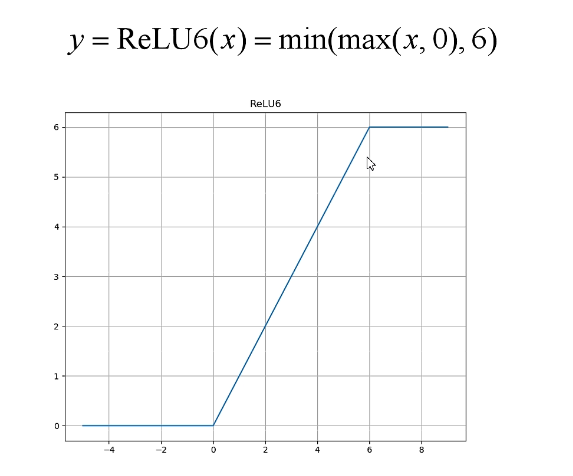 y = ReLU6(x) = min(max(x, 0), 6)
ReLU6
6
5
4
3
2
1
0
−4 −2 0 2 4 6 8